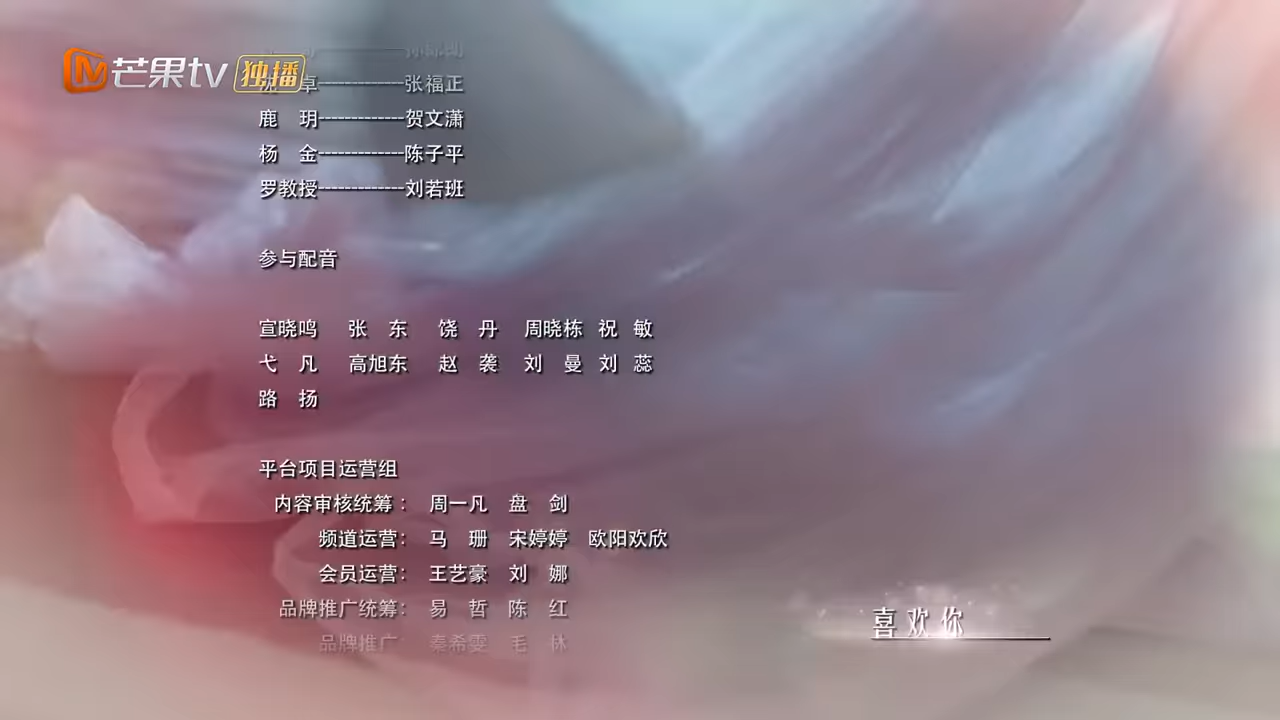 芒果tv 独播
卓-------------张福正
鹿 玥-------------贺文潇
杨 金-------------陈子平
罗教授-------------刘若班
参与配音
宣晓鸣 张 东 饶 丹 周晓栋 祝 敏
弋 凡 高旭东 赵 袭 刘 曼 刘 蕊
路 扬
平台项目运营组
内容审核统筹： 周一凡 盘 剑
频道运营： 马 珊 宋婷婷 欧阳欢欣
会员运营： 王艺豪 刘 娜
品牌推广统筹： 易 哲 陈 红
品牌推广 秦希雯 毛
喜欢你